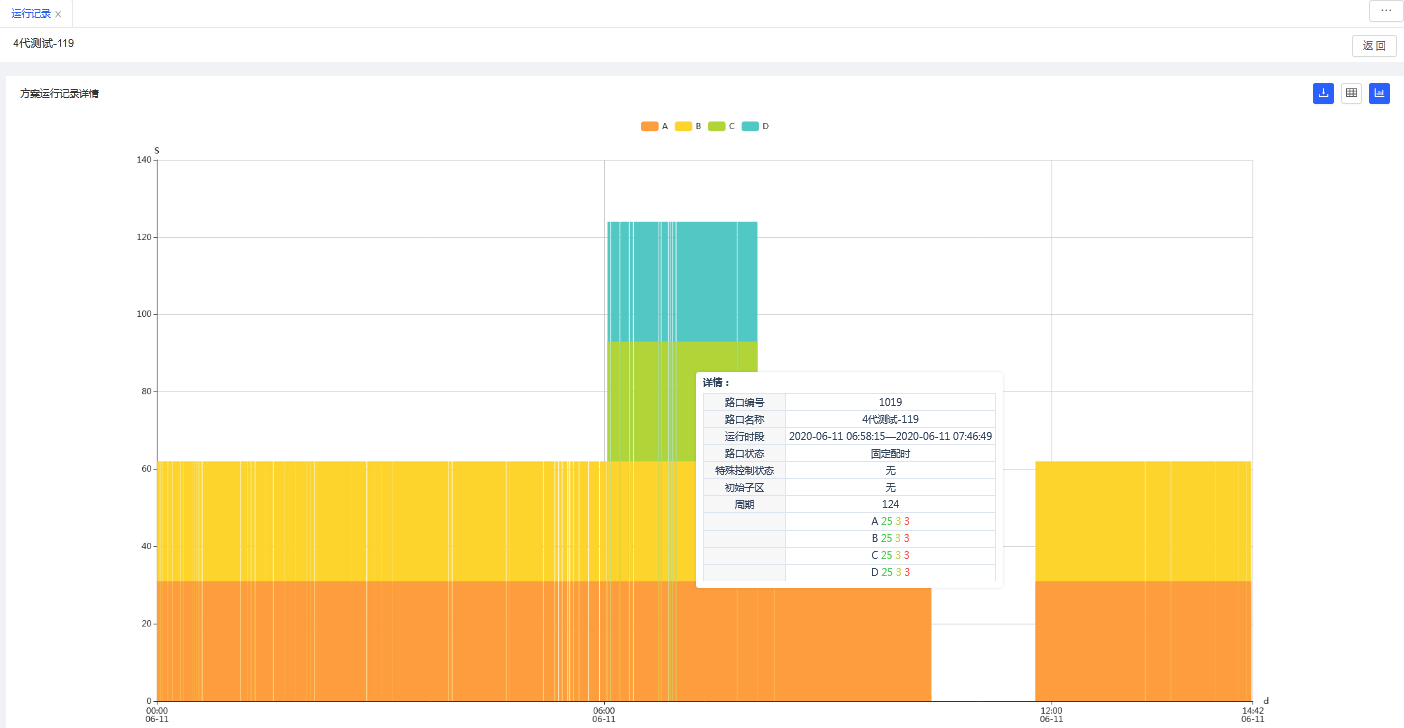 运行记录 ×
···
4代测试-119
返 回
方案运行记录详情
A B C D
S
140
120
100
80
60
40
20
0
00:00
06-11
06:00
06-11
12:00
06-11
14:42
06-11
d
详情：
路口编号 1019
路口名称 4代测试-119
运行时段 2020-06-11 06:58:15—2020-06-11 07:46:49
路口状态 固定配时
特殊控制状态 无
初始子区 无
周期 124
A 25 3 3
B 25 3 3
C 25 3 3
D 25 3 3